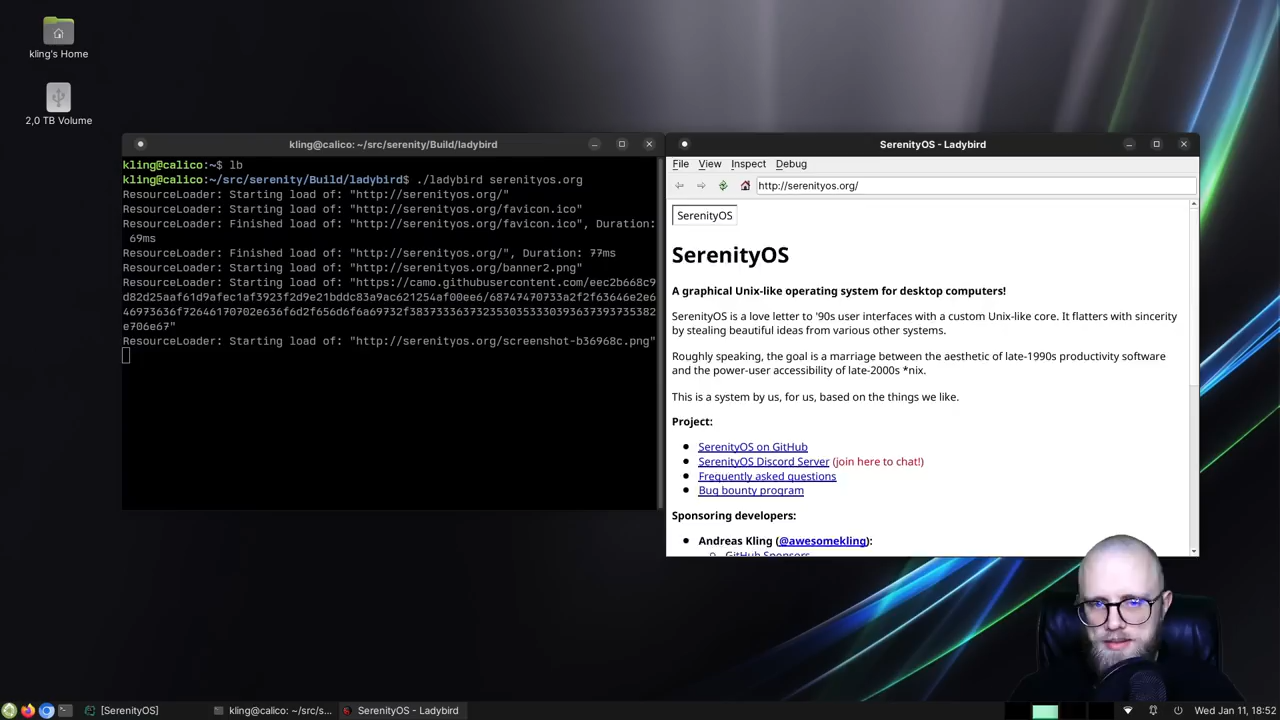 kling's Home
2,0 TB Volume
kling@calico: ~/src/serenity/Build/ladybird
kling@calico:~$ lb
kling@calico:~/src/serenity/Build/ladybird$ ./ladybird serenityos.org
ResourceLoader: Starting load of: "http://serenityos.org/"
ResourceLoader: Starting load of: "http://serenityos.org/favicon.ico"
ResourceLoader: Finished load of: "http://serenityos.org/favicon.ico", Duration:
69ms
ResourceLoader: Finished load of: "http://serenityos.org/", Duration: 77ms
ResourceLoader: Starting load of: "http://serenityos.org/banner2.png"
ResourceLoader: Starting load of: "https://camo.githubusercontent.com/eec2b668c9
d82d25aaf61d9afec1af3923f2d9e21bddc83a9ac621254af00ee6/68747470733a2f2f63646e2e6
46973636f72646170702e636f6d2f656d6f6a69732f3837333637323530353330393637393735382
e706e67"
ResourceLoader: Starting load of: "http://serenityos.org/screenshot-b36968c.png"
SerenityOS - Ladybird
File View Inspect Debug
http://serenityos.org/
SerenityOS
SerenityOS
A graphical Unix-like operating system for desktop computers!
SerenityOS is a love letter to '90s user interfaces with a custom Unix-like core. It flatters with sincerity
by stealing beautiful ideas from various other systems.
Roughly speaking, the goal is a marriage between the aesthetic of late-1990s productivity software
and the power-user accessibility of late-2000s *nix.
This is a system by us, for us, based on the things we like.
Project:
SerenityOS on GitHub
SerenityOS Discord Server (join here to chat!)
Frequently asked questions
Bug bounty program
Sponsoring developers:
Andreas Kling (@awesomekling):
GitHub Sponsors
[SerenityOS]
kling@calico: ~/src/s...
SerenityOS - Ladybird
Wed Jan 11, 18:52